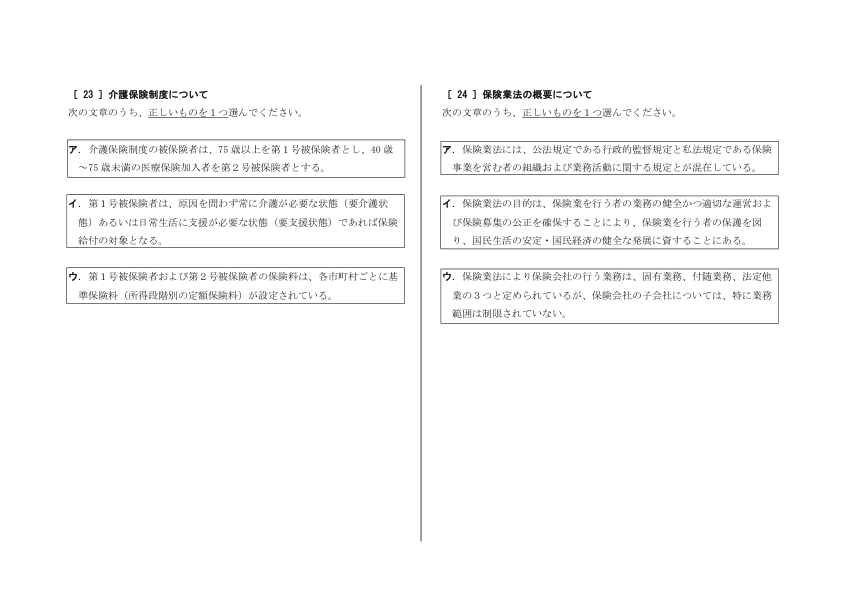 ［ 23 ］介護保険制度について
次の文章のうち、正しいものを１つ選んでください。
ア．介護保険制度の被保険者は、75 歳以上を第１号被保険者とし、40 歳
～75 歳未満の医療保険加入者を第２号被保険者とする。
イ．第１号被保険者は、原因を問わず常に介護が必要な状態（要介護状
態）あるいは日常生活に支援が必要な状態（要支援状態）であれば保険
給付の対象となる。
ウ．第１号被保険者および第２号被保険者の保険料は、各市町村ごとに基
準保険料（所得段階別の定額保険料）が設定されている。
［ 24 ］保険業法の概要について
次の文章のうち、正しいものを１つ選んでください。
ア．保険業法には、公法規定である行政的監督規定と私法規定である保険
事業を営む者の組織および業務活動に関する規定とが混在している。
イ．保険業法の目的は、保険業を行う者の業務の健全かつ適切な運営およ
び保険募集の公正を確保することにより、保険業を行う者の保護を図
り、国民生活の安定・国民経済の健全な発展に資することにある。
ウ．保険業法により保険会社の行う業務は、固有業務、付随業務、法定他
業の３つと定められているが、保険会社の子会社については、特に業務
範囲は制限されていない。